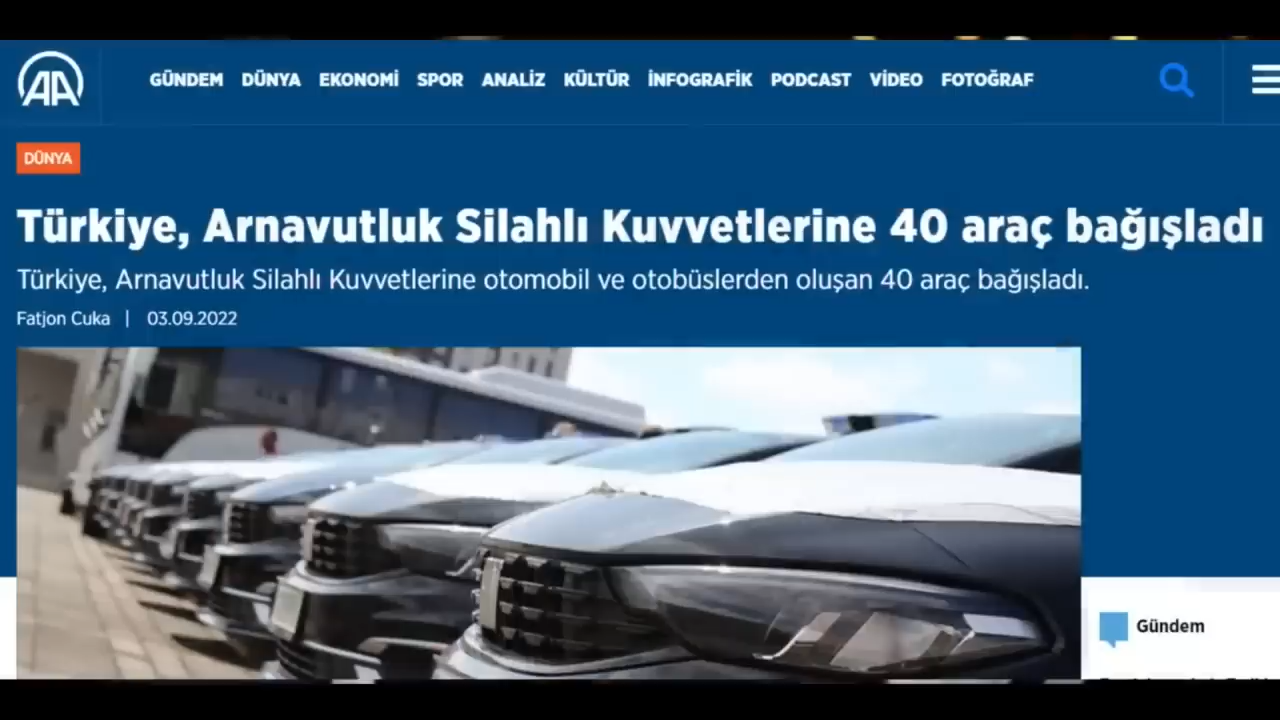 AA
GÜNDEM DÜNYA EKONOMİ SPOR ANALİZ KÜLTÜR İNFOGRAFİK PODCAST VİDEO FOTOĞRAF
DÜNYA
Türkiye, Arnavutluk Silahlı Kuvvetlerine 40 araç bağışladı
Türkiye, Arnavutluk Silahlı Kuvvetlerine otomobil ve otobüslerden oluşan 40 araç bağışladı.
Fatjon Cuka | 03.09.2022
Gündem